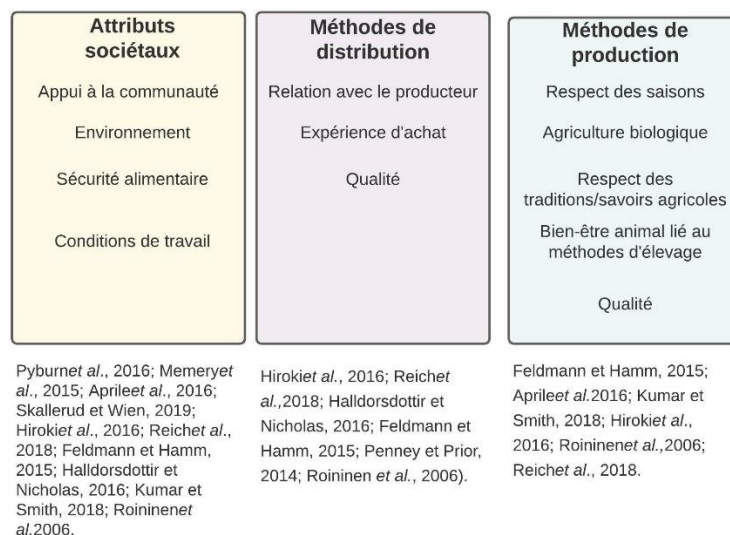 Attributs
sociétaux
Appui à la communauté
Environnement
Sécurité alimentaire
Conditions de travail
Méthodes de
distribution
Relation avec le producteur
Expérience d'achat
Qualité
Méthodes de
production
Respect des saisons
Agriculture biologique
Respect des
traditions/savoirs agricoles
Bien-être animal lié au
méthodes d'élevage
Qualité
Pyburnet al., 2016; Memeryet
al., 2015; Aprileet al., 2016;
Skallerud et Wien, 2019;
Hirokiet al., 2016; Reichet al.,
2018; Feldmann et Hamm,
2015; Halldorsdottir et
Nicholas, 2016; Kumar et
Smith, 2018; Roininenet
al.2006.
Hirokiet al., 2016; Reichet
al.,2018; Halldorsdottir et
Nicholas, 2016; Feldmann et
Hamm, 2015; Penney et Prior,
2014; Roininen et al., 2006).
Feldmann et Hamm, 2015;
Aprileet al.2016; Kumar et
Smith, 2018; Hirokiet al.,
2016; Roininenet al.,2006;
Reichet al., 2018.